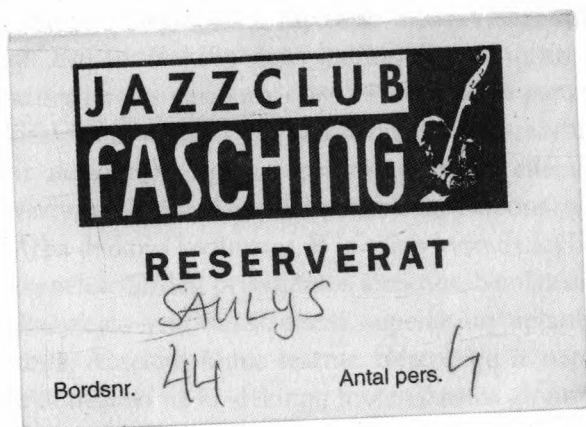 JAZZCLUB
FASCHING
RESERVERAT
SAULYS
Bordsnr. 44 Antal pers. 4